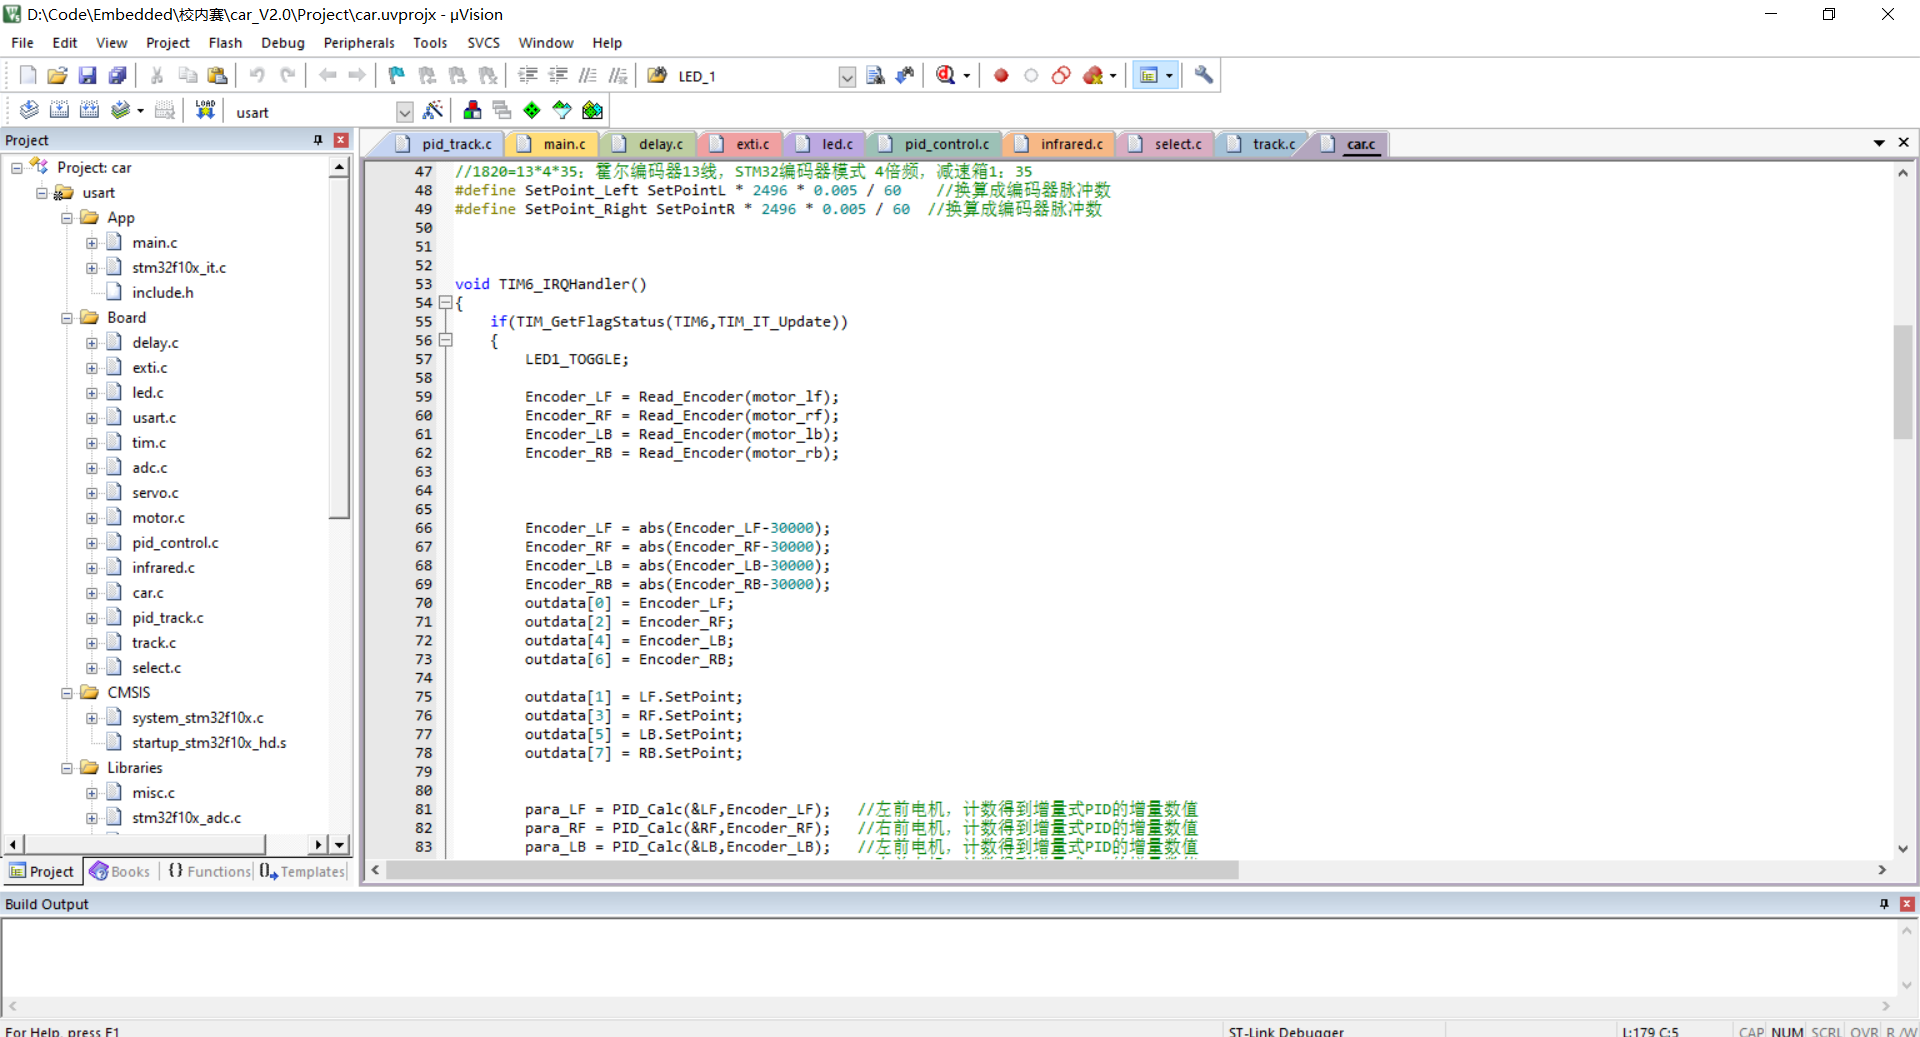 D:\Code\Embedded\校内赛\car_V2.0\Project\car.uvprojx - µVision
File Edit View Project Flash Debug Peripherals Tools SVCS Window Help
LED_1
LOAD usart
Project
pid_track.c main.c delay.c exti.c led.c pid_control.c infrared.c select.c track.c car.c
Project: car
usart
App
main.c
stm32f10x_it.c
include.h
Board
delay.c
exti.c
led.c
usart.c
tim.c
adc.c
servo.c
motor.c
pid_control.c
infrared.c
car.c
pid_track.c
track.c
select.c
CMSIS
system_stm32f10x.c
startup_stm32f10x_hd.s
Libraries
misc.c
stm32f10x_adc.c
Project Books Functions Templates
47 //1820=13*4*35; 霍尔编码器13线, STM32编码器模式 4倍频, 减速箱1: 35
48 #define SetPoint_Left SetPointL * 2496 * 0.005 / 60 //换算成编码器脉冲数
49 #define SetPoint_Right SetPointR * 2496 * 0.005 / 60 //换算成编码器脉冲数
50
51
52
53 void TIM6_IRQHandler()
54 {
55 if(TIM_GetFlagStatus(TIM6,TIM_IT_Update))
56 {
57 LED1_TOGGLE;
58
59 Encoder_LF = Read_Encoder(motor_lf);
60 Encoder_RF = Read_Encoder(motor_rf);
61 Encoder_LB = Read_Encoder(motor_lb);
62 Encoder_RB = Read_Encoder(motor_rb);
63
64
65
66 Encoder_LF = abs(Encoder_LF-30000);
67 Encoder_RF = abs(Encoder_RF-30000);
68 Encoder_LB = abs(Encoder_LB-30000);
69 Encoder_RB = abs(Encoder_RB-30000);
70 outdata[0] = Encoder_LF;
71 outdata[2] = Encoder_RF;
72 outdata[4] = Encoder_LB;
73 outdata[6] = Encoder_RB;
74
75 outdata[1] = LF.SetPoint;
76 outdata[3] = RF.SetPoint;
77 outdata[5] = LB.SetPoint;
78 outdata[7] = RB.SetPoint;
79
80
81 para_LF = PID_Calc(&LF,Encoder_LF); //左前电机, 计数得到增量式PID的增量数值
82 para_RF = PID_Calc(&RF,Encoder_RF); //右前电机, 计数得到增量式PID的增量数值
83 para_LB = PID_Calc(&LB,Encoder_LB); //左前电机, 计数得到增量式PID的增量数值
Build Output
For Help, press F1 ST-Link Debugger L:179 C:5 CAP NUM SCRL OVR R/W